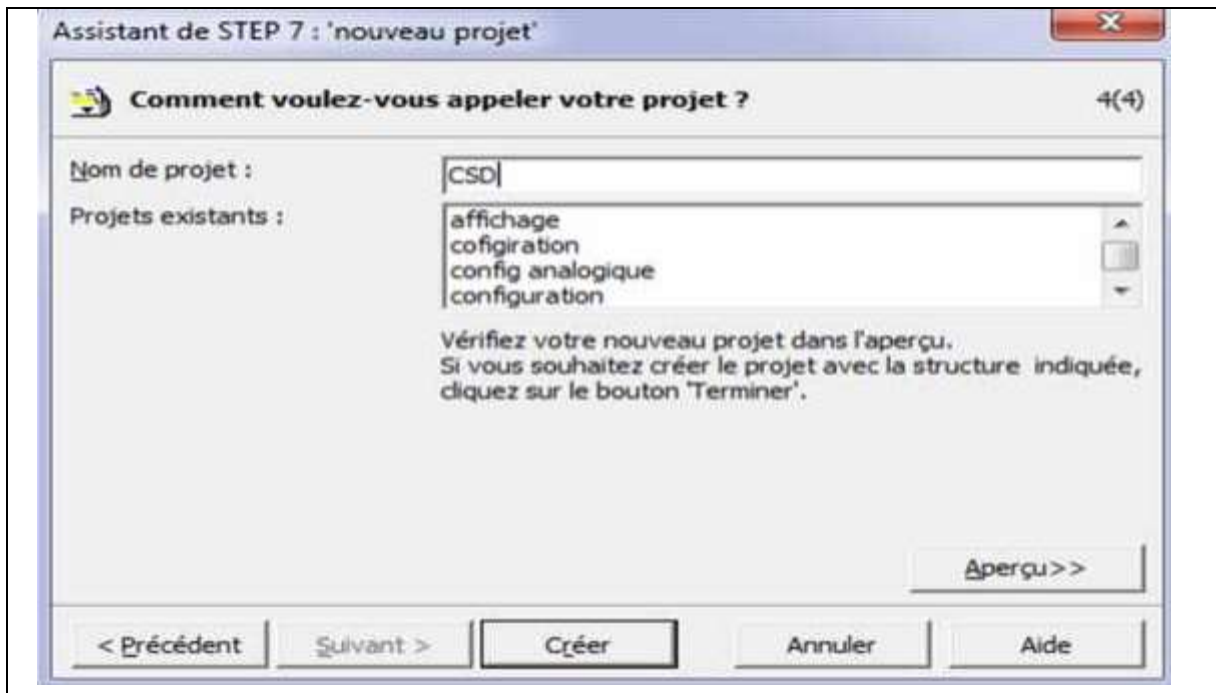 Assistant de STEP 7 : 'nouveau projet'
Comment voulez-vous appeler votre projet ? 4(4)
Nom de projet : CSD
Projets existants : affichage
cofigiration
config analogique
configuration
Vérifiez votre nouveau projet dans l'aperçu.
Si vous souhaitez créer le projet avec la structure indiquée,
cliquez sur le bouton 'Terminer'.
Aperçu>>
< Précédent Suivant > Créer Annuler Aide